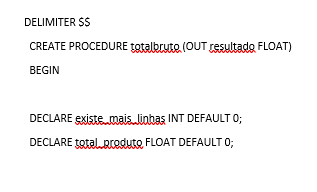 DELIMITER $$
CREATE PROCEDURE totalbruto (OUT resultado FLOAT)
BEGIN
DECLARE existe_mais_linhas INT DEFAULT 0;
DECLARE total_produto FLOAT DEFAULT 0;